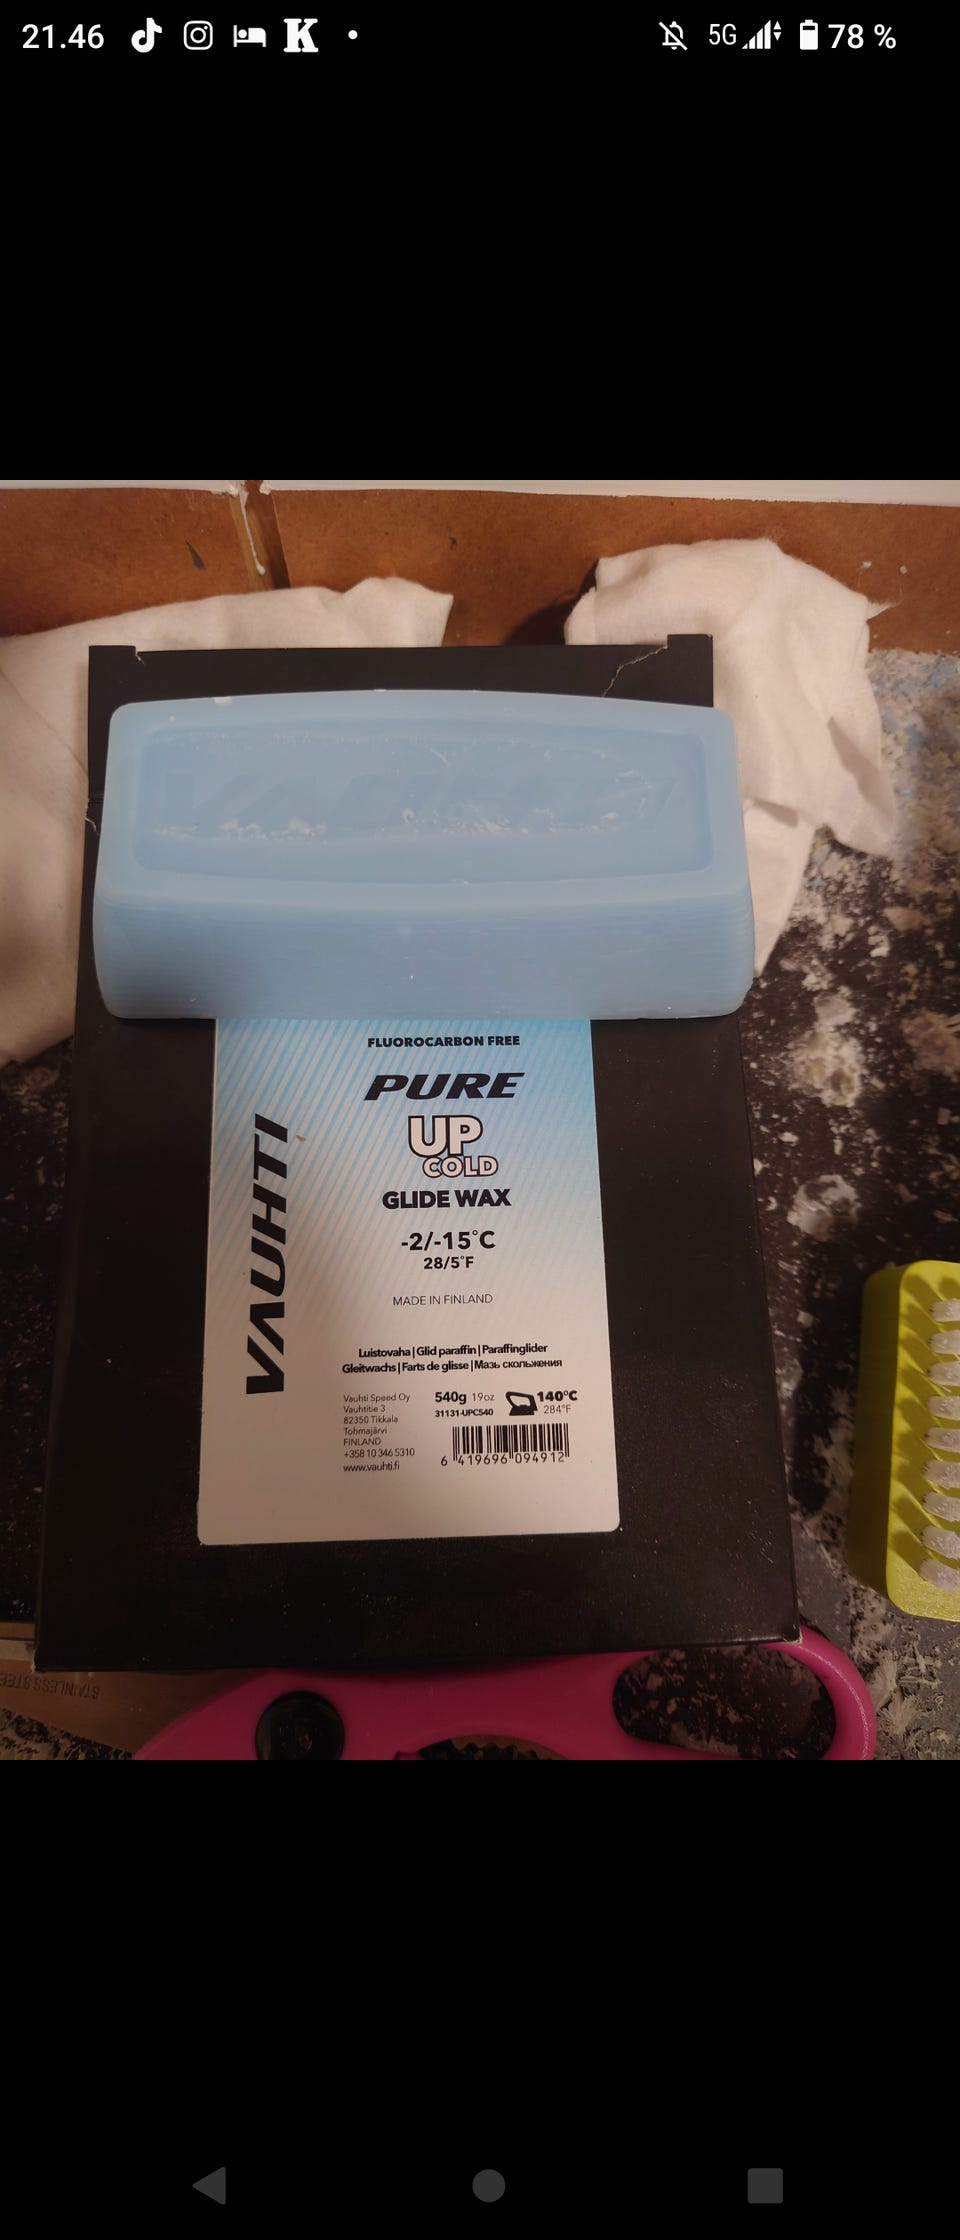 21.46
5G
78 %
VAUHTI
FLUOROCARBON FREE
PURE
UP
COLD
GLIDE WAX
-2/-15°C
28/5°F
MADE IN FINLAND
VAUHTI
Luistovaha | Glid paraffin | Paraffinglider
Gleitwachs | Farts de glisse | Мазь скольжения
Vauhti Speed Oy
Vauhtitie 3
82350 Tikkala
Tohmajärvi
FINLAND
+358 10 346 5310
www.vauhti.fi
540g 19oz
31131-UPC540
140°C
284°F
6 419696 094912
STAINLESS STEEL